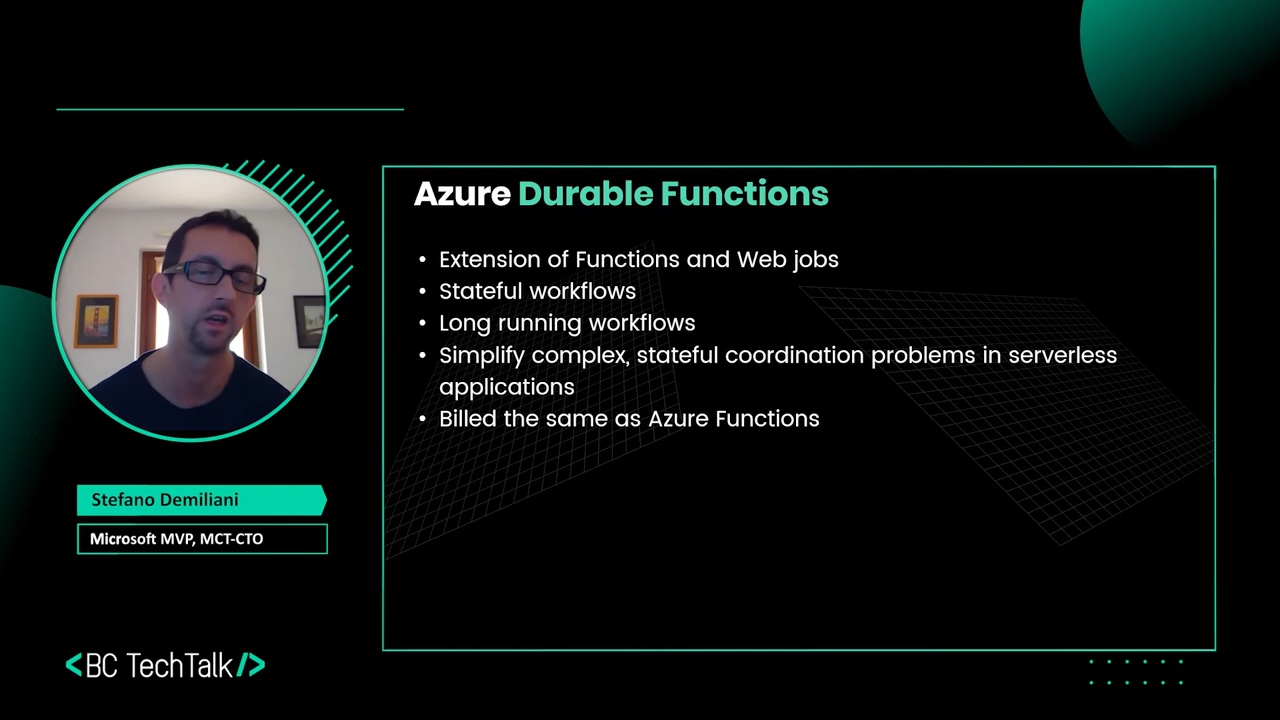 Azure Durable Functions
• Extension of Functions and Web jobs
• Stateful workflows
• Long running workflows
• Simplify complex, stateful coordination problems in serverless
applications
• Billed the same as Azure Functions
Stefano Demiliani
Microsoft MVP, MCT-CTO
<BC TechTalk/>